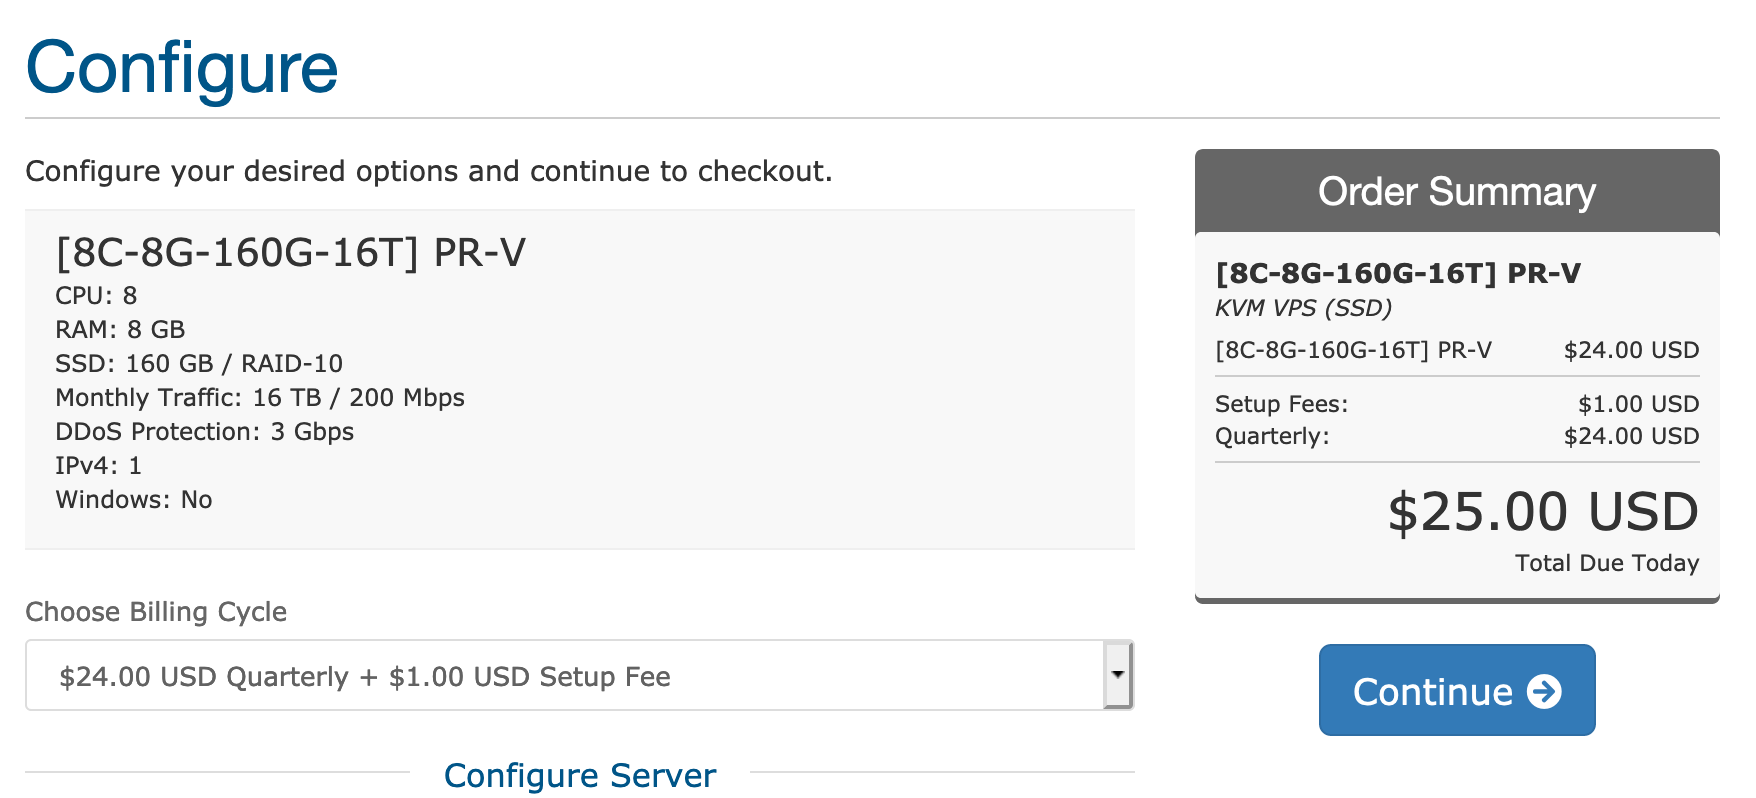 Configure
Configure your desired options and continue to checkout.
[8C-8G-160G-16T] PR-V
CPU: 8
RAM: 8 GB
SSD: 160 GB / RAID-10
Monthly Traffic: 16 TB / 200 Mbps
DDoS Protection: 3 Gbps
IPv4: 1
Windows: No
Choose Billing Cycle
$24.00 USD Quarterly + $1.00 USD Setup Fee
Configure Server
Order Summary
[8C-8G-160G-16T] PR-V
KVM VPS (SSD)
[8C-8G-160G-16T] PR-V $24.00 USD
Setup Fees: $1.00 USD
Quarterly: $24.00 USD
$25.00 USD
Total Due Today
Continue